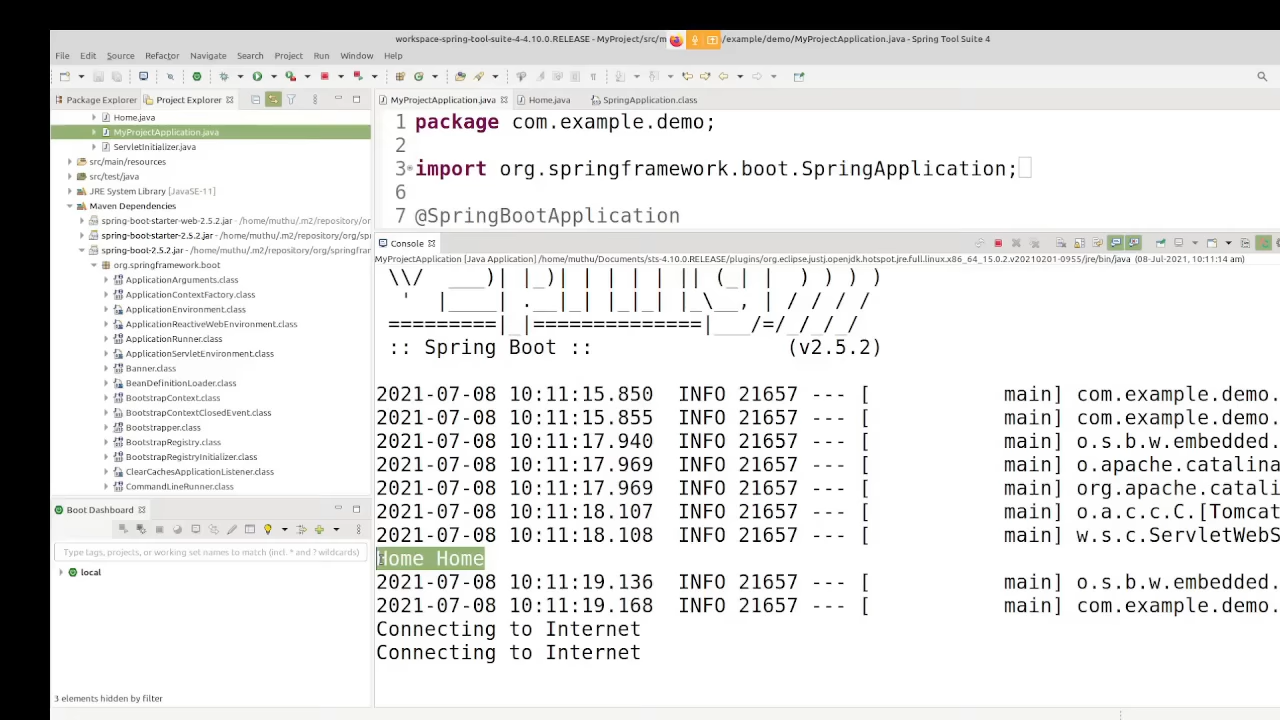 workspace-spring-tool-suite-4-4.10.0.RELEASE - MyProject/src/m /example/demo/MyProjectApplication.java - Spring Tool Suite 4
File Edit Source Refactor Navigate Search Project Run Window Help
Package Explorer Project Explorer
Home.java
MyProjectApplication.java
ServletInitializer.java
src/main/resources
src/test/java
JRE System Library [JavaSE-11]
Maven Dependencies
spring-boot-starter-web-2.5.2.jar - /home/muthu/.m2/repository/or
spring-boot-starter-2.5.2.jar - /home/muthu/.m2/repository/org/sp
spring-boot-2.5.2.jar - /home/muthu/.m2/repository/org/springfran
org.springframework.boot
ApplicationArguments.class
ApplicationContextFactory.class
ApplicationEnvironment.class
ApplicationReactiveWebEnvironment.class
ApplicationRunner.class
ApplicationServletEnvironment.class
Banner.class
BeanDefinitionLoader.class
BootstrapContext.class
BootstrapContextClosedEvent.class
Bootstrapper.class
BootstrapRegistry.class
BootstrapRegistryInitializer.class
ClearCachesApplicationListener.class
CommandLineRunner.class
Boot Dashboard
Type tags, projects, or working set names to match (incl. * and ? wildcards)
local
3 elements hidden by filter
MyProjectApplication.java Home.java SpringApplication.class
1 package com.example.demo;
2
3 import org.springframework.boot.SpringApplication;
6
7 @SpringBootApplication
Console
MyProjectApplication [Java Application] /home/muthu/Documents/sts-4.10.0.RELEASE/plugins/org.eclipse.justj.openjdk.hotspot.jre.full.linux.x86_64_15.0.2.v20210201-0955/jre/bin/java (08-Jul-2021, 10:11:14 am)
\\/ ___)| |_)| | | | | || (_| | ) ) ) )
' |____| .__|_| |_|_| |_\__, | / / / /
=========|_|==============|___/=/_/_/_/
:: Spring Boot :: (v2.5.2)
2021-07-08 10:11:15.850 INFO 21657 --- [ main] com.example.demo.
2021-07-08 10:11:15.855 INFO 21657 --- [ main] com.example.demo.
2021-07-08 10:11:17.940 INFO 21657 --- [ main] o.s.b.w.embedded.
2021-07-08 10:11:17.969 INFO 21657 --- [ main] o.apache.catalina
2021-07-08 10:11:17.969 INFO 21657 --- [ main] org.apache.catali
2021-07-08 10:11:18.107 INFO 21657 --- [ main] o.a.c.c.C.[Tomcat
2021-07-08 10:11:18.108 INFO 21657 --- [ main] w.s.c.ServletWebS
Home Home
2021-07-08 10:11:19.136 INFO 21657 --- [ main] o.s.b.w.embedded.
2021-07-08 10:11:19.168 INFO 21657 --- [ main] com.example.demo.
Connecting to Internet
Connecting to Internet